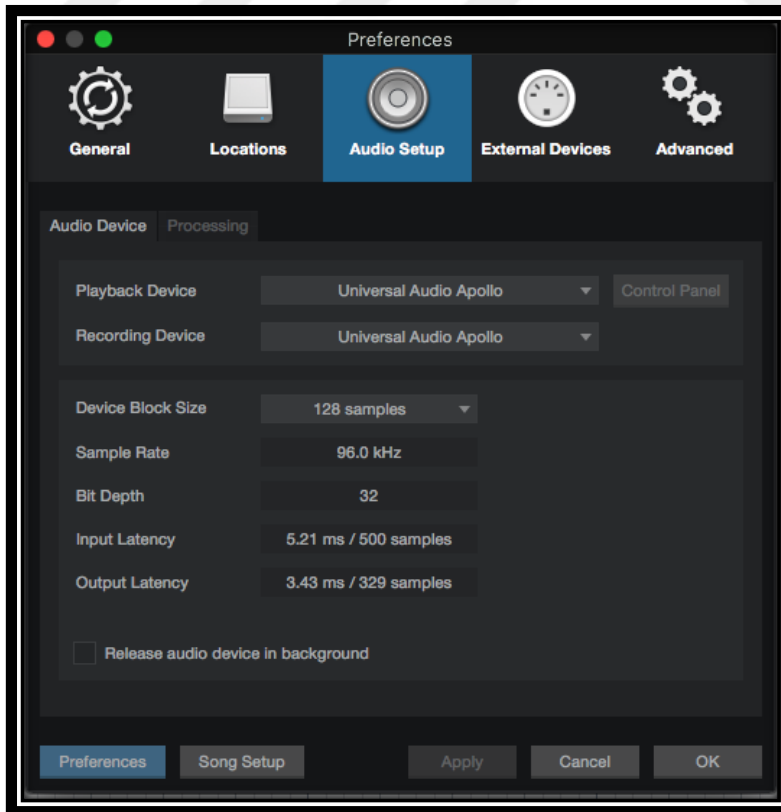 Preferences
General Locations Audio Setup External Devices Advanced
Audio Device Processing
Playback Device Universal Audio Apollo Control Panel
Recording Device Universal Audio Apollo
Device Block Size 128 samples
Sample Rate 96.0 kHz
Bit Depth 32
Input Latency 5.21 ms / 500 samples
Output Latency 3.43 ms / 329 samples
Release audio device in background
Preferences Song Setup Apply Cancel OK